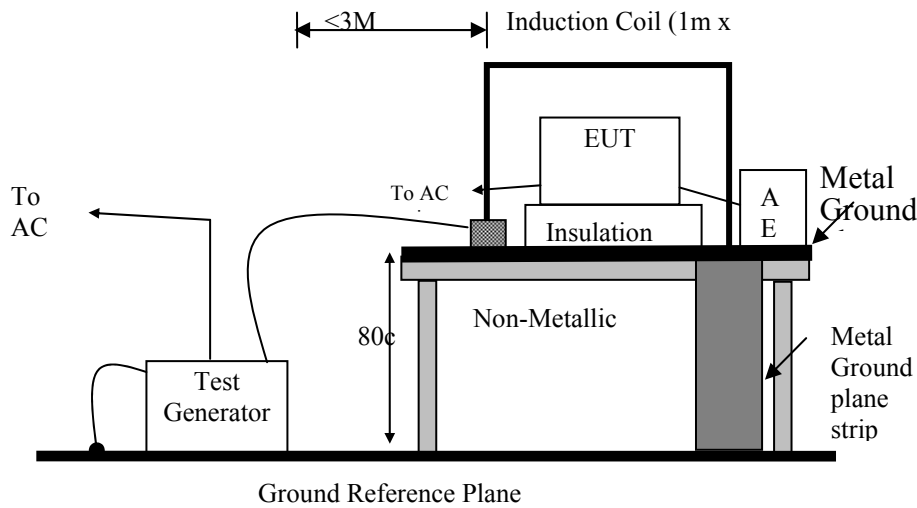 <3M
Induction Coil (1m x
EUT
To
AC
To AC
A
E
Metal
Ground
Insulation
80c
Non-Metallic
Metal
Ground
plane
strip
Test
Generator
Ground Reference Plane